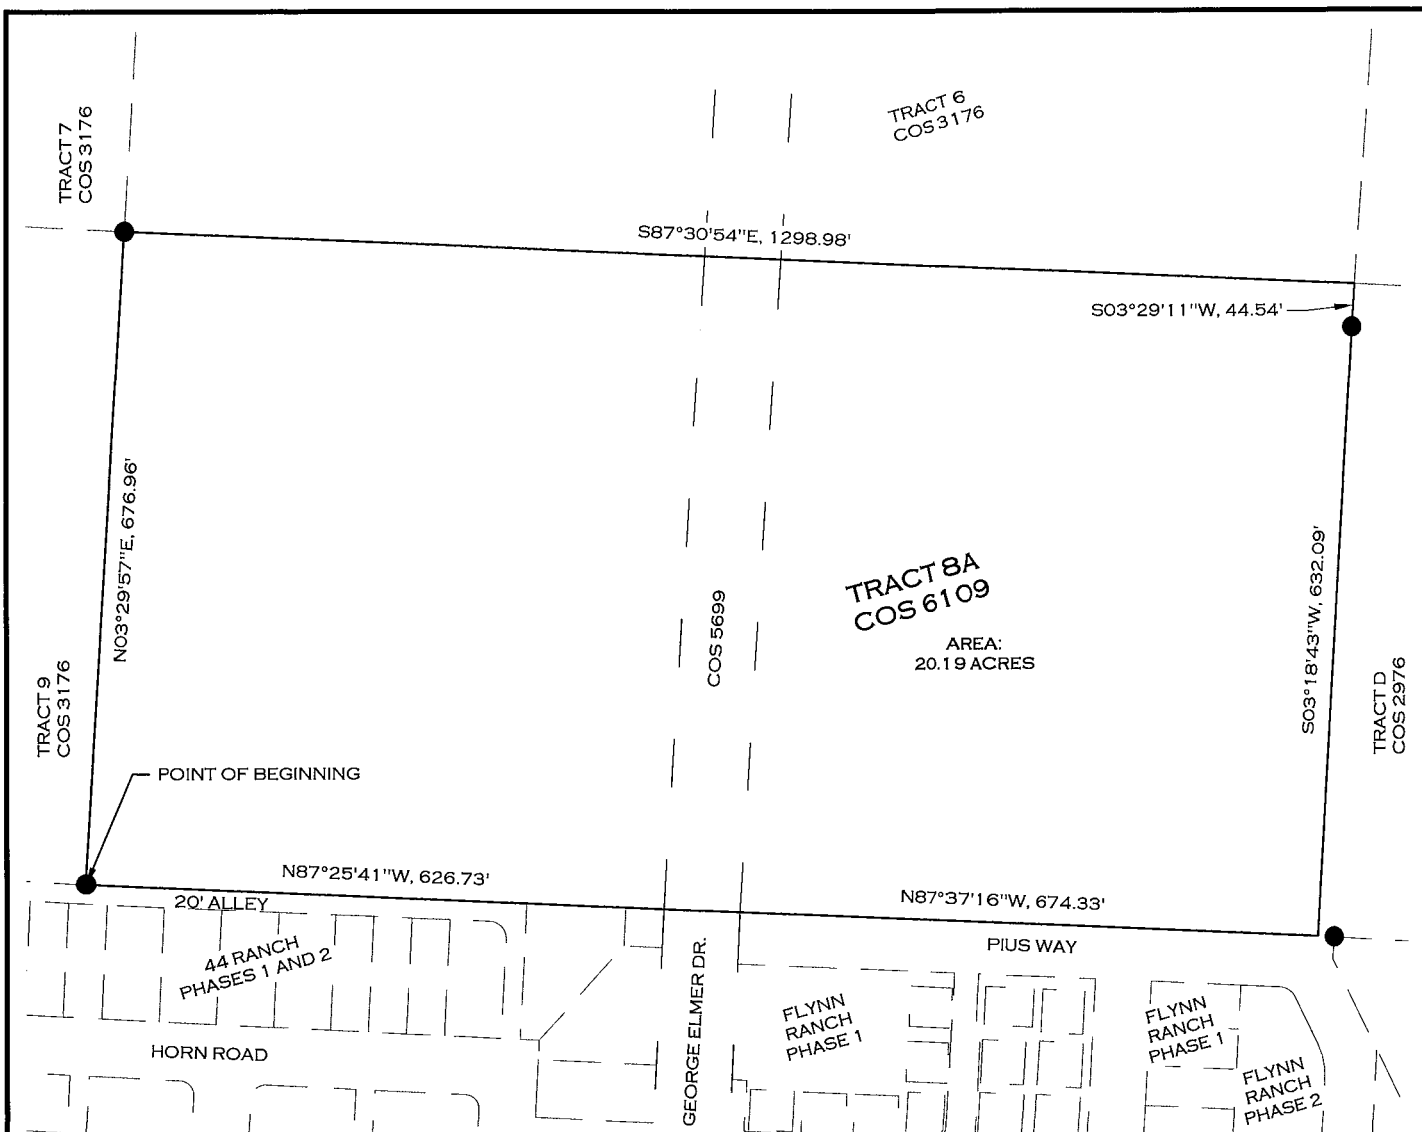 TRACT 7
COS 3176
TRACT 6
COS 3176
S87°30'54"E, 1298.98'
S03°29'11"W, 44.54'
N03°29'57"E, 676.96'
COS 5699
TRACT 8A
COS 6109
AREA:
20.19 ACRES
S03°18'43"W, 632.09'
TRACT 9
COS 3176
TRACT D
COS 2976
POINT OF BEGINNING
N87°25'41"W, 626.73'
N87°37'16"W, 674.33'
20' ALLEY
PIUS WAY
44 RANCH
PHASES 1 AND 2
GEORGE ELMER DR.
FLYNN
RANCH
PHASE 1
FLYNN
RANCH
PHASE 1
HORN ROAD
FLYNN
RANCH
PHASE 2